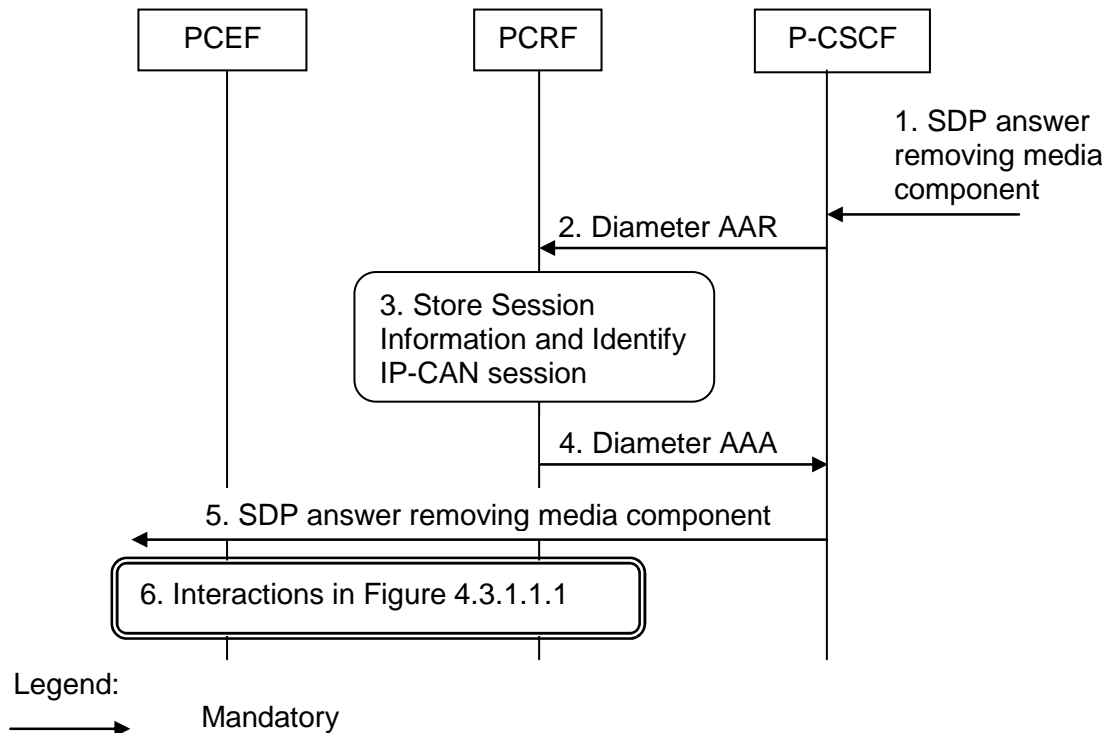 PCEF
PCRF
P-CSCF
1. SDP answer
removing media
component
2. Diameter AAR
3. Store Session
Information and Identify
IP-CAN session
4. Diameter AAA
5. SDP answer removing media component
6. Interactions in Figure 4.3.1.1.1
Legend:
Mandatory